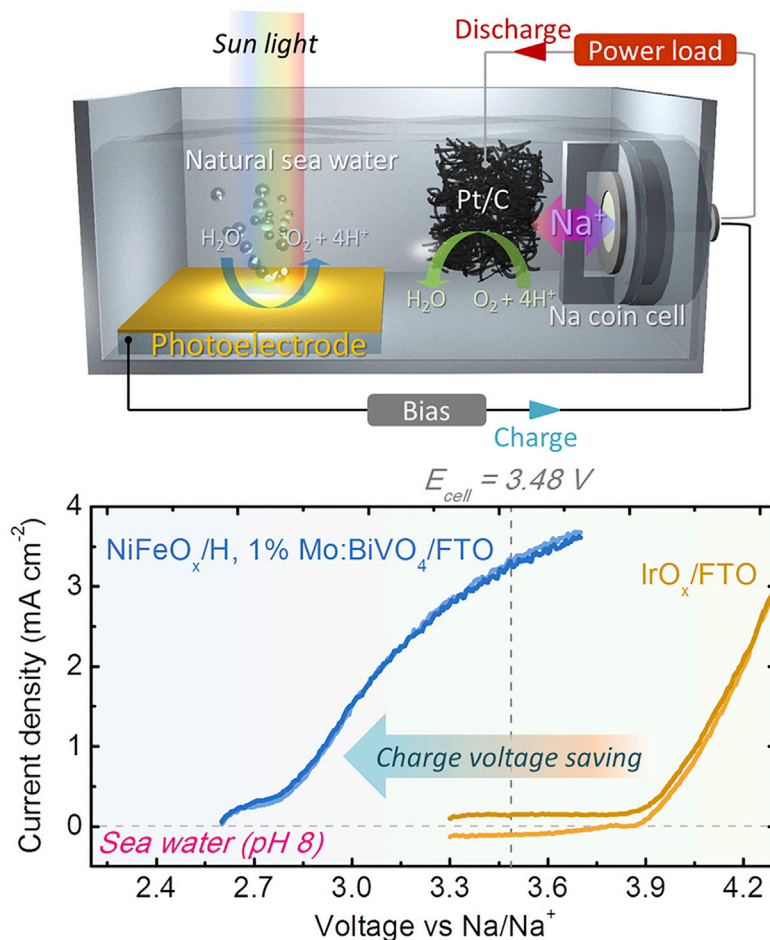 Sun light
Discharge
Power load
Natural sea water
Pt/C
Na⁺
H₂O
O₂ + 4H⁺
H₂O
O₂ + 4H⁺
Na coin cell
Photoelectrode
Bias
Charge
E_cell = 3.48 V
4
3
2
1
0
Current density (mA cm⁻²)
NiFeOₓ/H, 1% Mo:BiVO₄/FTO
IrOₓ/FTO
Charge voltage saving
Sea water (pH 8)
2.4 2.7 3.0 3.3 3.6 3.9 4.2
Voltage vs Na/Na⁺